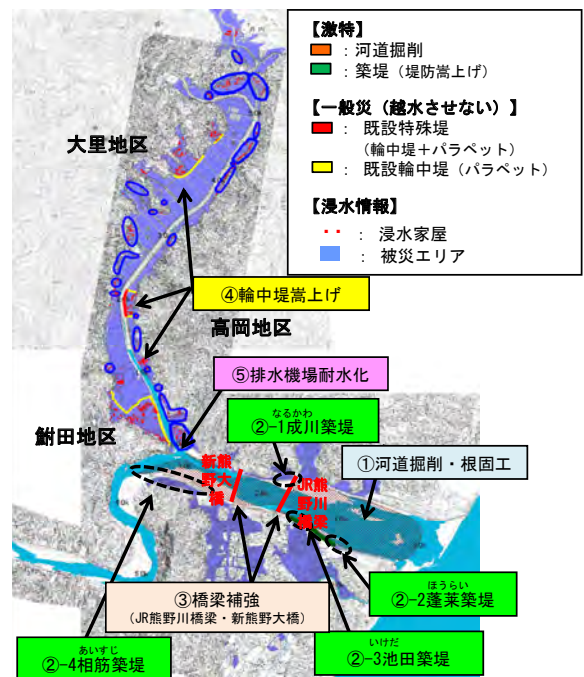 【激特】
：河道掘削
：築堤（堤防嵩上げ）
【一般災（越水させない）】
：既設特殊堤
（輪中堤＋パラペット）
：既設輪中堤（パラペット）
【浸水情報】
：浸水家屋
：被災エリア
大里地区
④輪中堤嵩上げ
高岡地区
⑤排水機場耐水化
鮒田地区
なるかわ
②-1成川築堤
新熊
野大
橋
JR熊
野川
橋梁
①河道掘削・根固工
③橋梁補強
(JR熊野川橋梁・新熊野大橋)
ほうらい
②-2蓬莱築堤
あいすじ
②-4相筋築堤
いけだ
②-3池田築堤